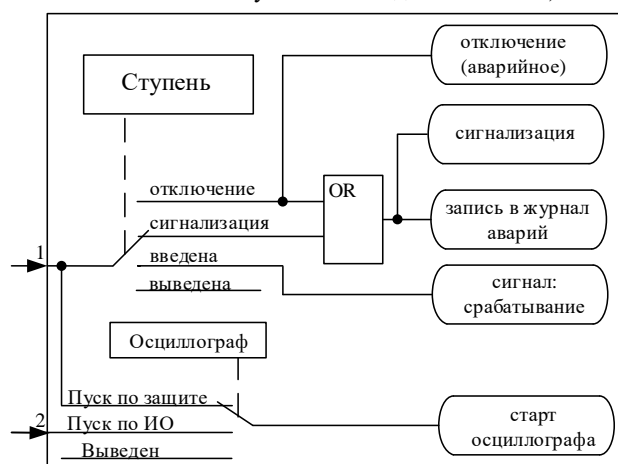 отключение
(аварийное)
Ступень
сигнализация
отключение
OR
сигнализация
запись в журнал
аварий
1
введена
выведена
сигнал:
срабатывание
Осциллограф
Пуск по защите
2
Пуск по ИО
старт
осциллографа
Выведен